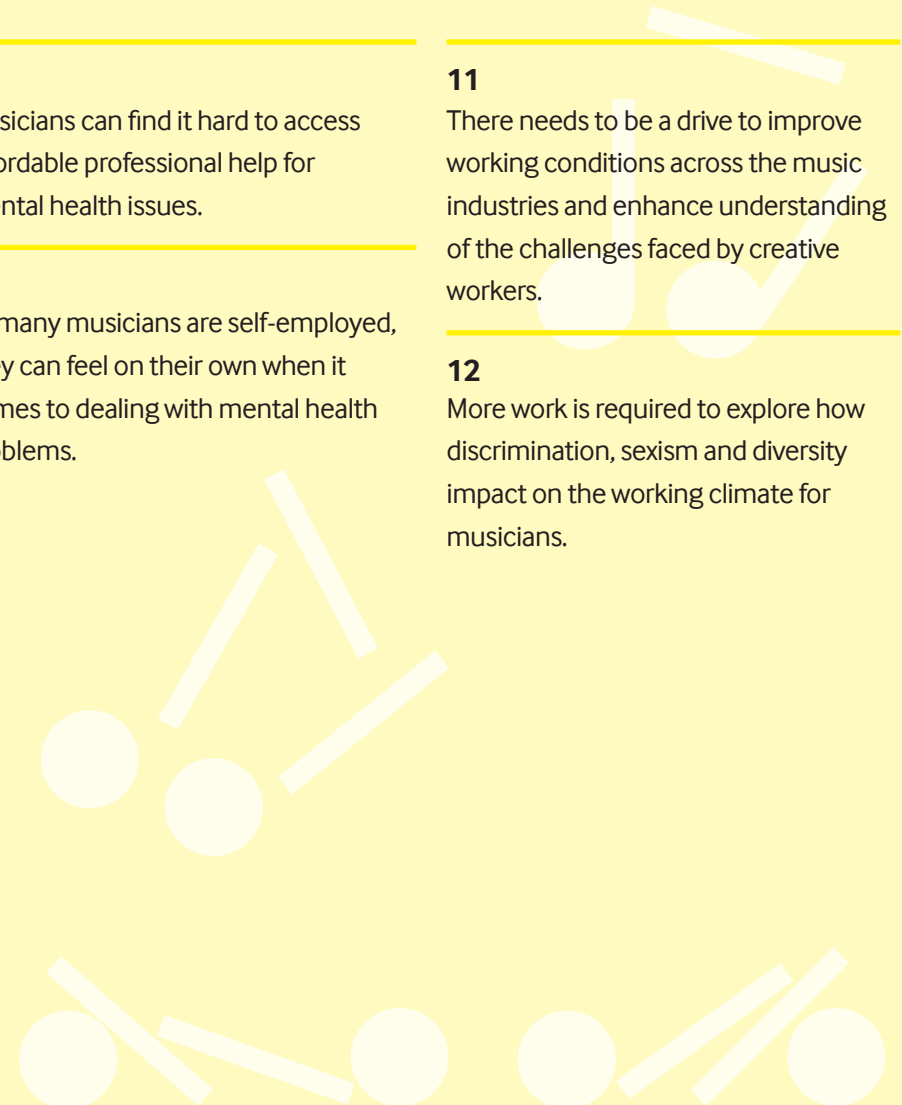 sicians can find it hard to access
ordable professional help for
ntal health issues.
many musicians are self-employed,
y can feel on their own when it
mes to dealing with mental health
blems.
11
There needs to be a drive to improve
working conditions across the music
industries and enhance understanding
of the challenges faced by creative
workers.
12
More work is required to explore how
discrimination, sexism and diversity
impact on the working climate for
musicians.